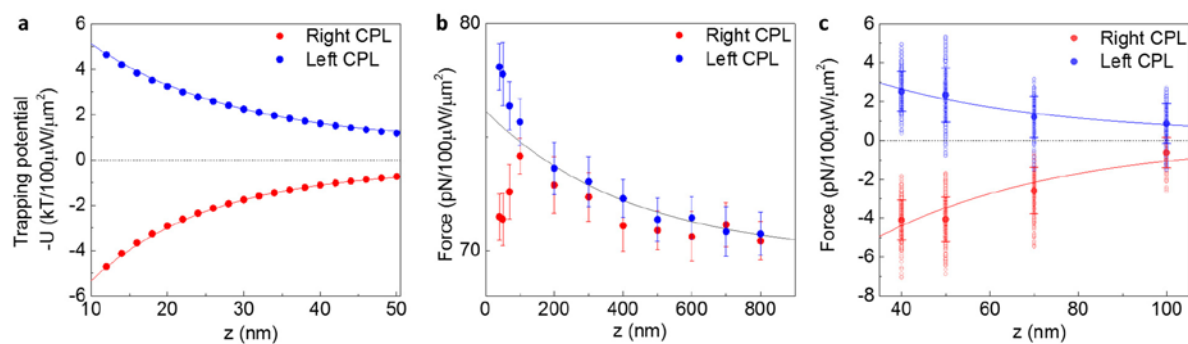 a
6
4
2
0
-2
-4
-6
10
20
30
40
50
z (nm)
Trapping potential
-U (kT/100μW/μm²)
Right CPL
Left CPL
b
80
70
0
200
400
600
800
z (nm)
Force (pN/100μW/μm²)
Right CPL
Left CPL
c
6
4
2
0
-2
-4
-6
-8
40
60
80
100
z (nm)
Force (pN/100μW/μm²)
Right CPL
Left CPL